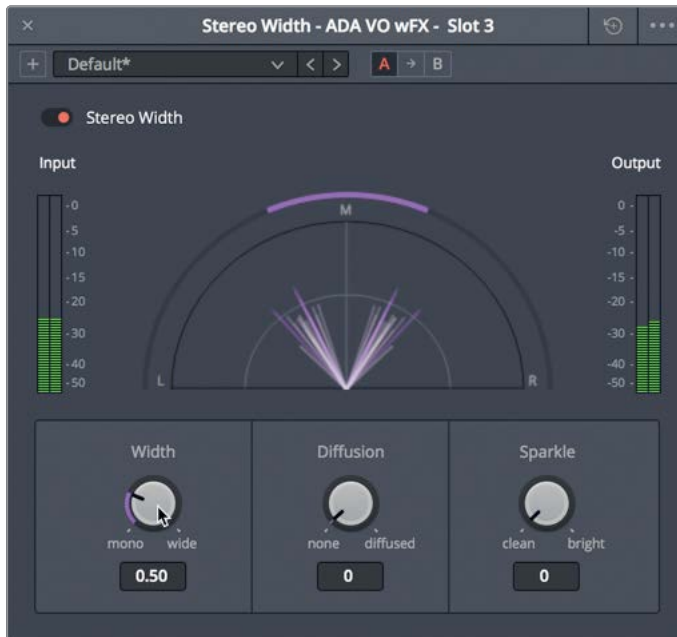 Stereo Width - ADA VO wFX - Slot 3
Default*
A
B
Stereo Width
Input
Output
-0
-5
-10
-15
-20
-30
-40
-50
M
L
R
0 -
-5 -
-10 -
-15 -
-20 -
-30 -
-40 -
-50 -
Width
mono wide
0.50
Diffusion
none diffused
0
Sparkle
clean bright
0